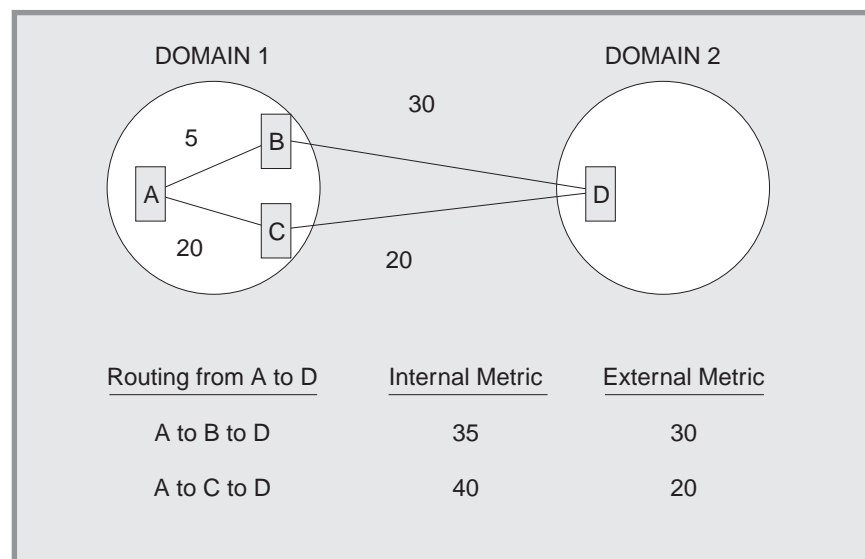 DOMAIN 1
DOMAIN 2
30
5
B
A
D
C
20
20
Routing from A to D Internal Metric External Metric
A to B to D 35 30
A to C to D 40 20